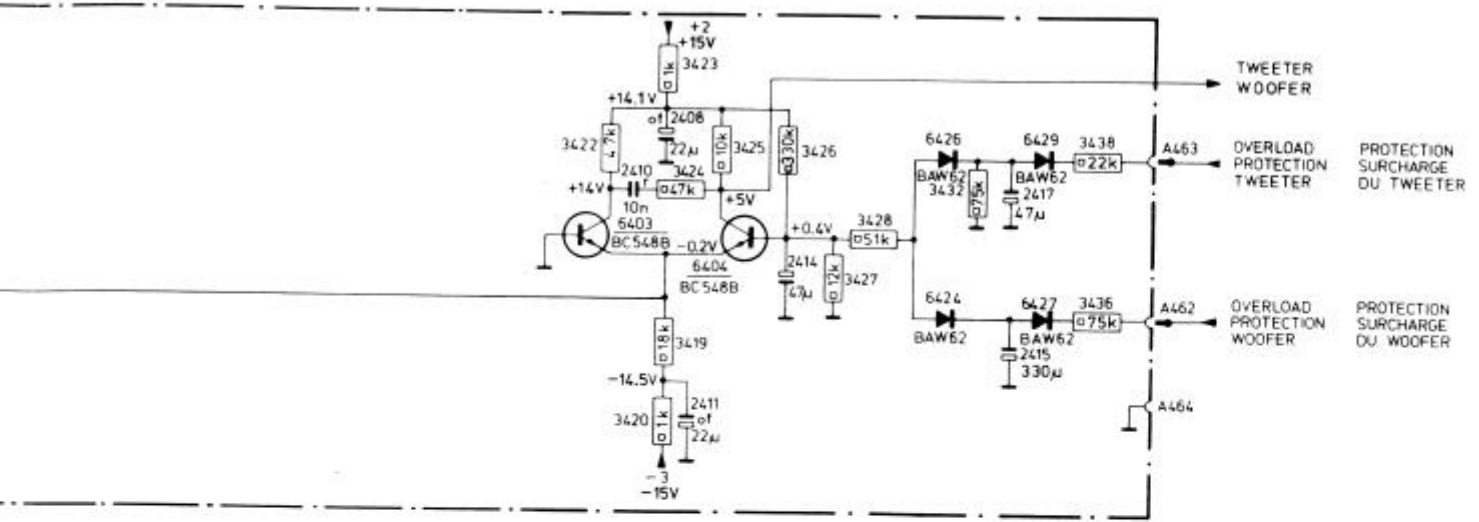 +2
+15V
1k
3423
+14.1V
of
2408
22µ
3422
4.7k
10k
3425
330k
3426
2410
f
3424
47k
+14V
10n
+5V
6403
BC548B
-0.2V
6404
BC548B
+0.4V
3428
51k
2414
47µ
12k
3427
6426
BAW62
6429
BAW62
3438
22k
3432
75k
2417
47µ
6424
BAW62
6427
BAW62
3436
75k
2415
330µ
18k
3419
-14.5V
3420
1k
2411
of
22µ
-3
-15V
TWEETER
WOOFER
A463
OVERLOAD
PROTECTION
TWEETER
PROTECTION
SURCHARGE
DU TWEETER
A462
OVERLOAD
PROTECTION
WOOFER
PROTECTION
SURCHARGE
DU WOOFER
A464